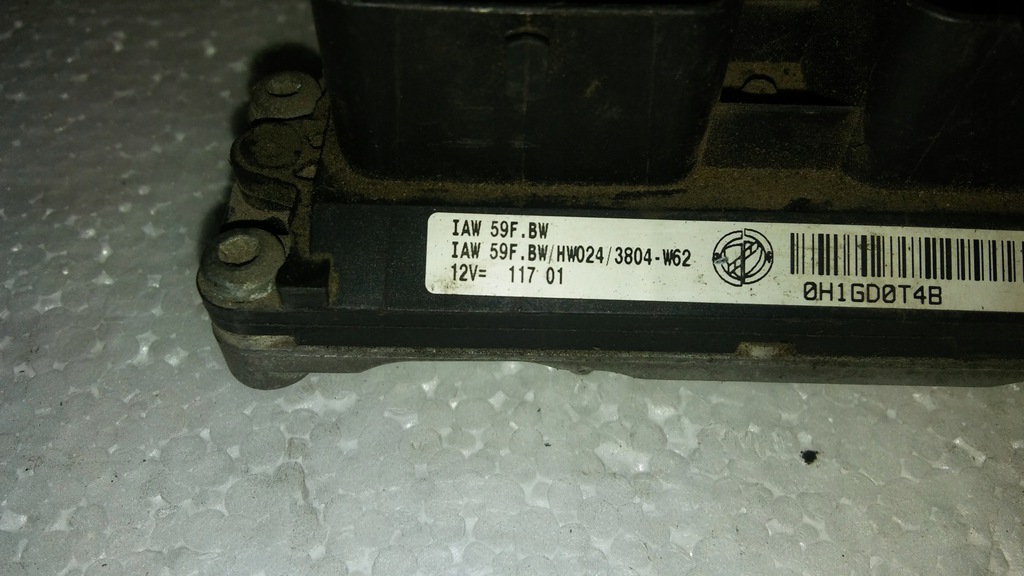 IAW 59F.BW
IAW 59F.BW/HW024/3804-W62
12V= 117 01
0H1GD0T4B